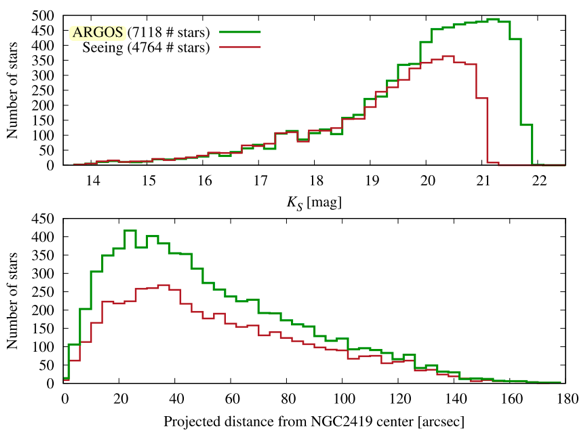 500
450
400
350
300
250
200
150
100
50
0
Number of stars
ARGOS (7118 # stars)
Seeing (4764 # stars)
14 15 16 17 18 19 20 21 22
K_S [mag]
450
400
350
300
250
200
150
100
50
0
Number of stars
0 20 40 60 80 100 120 140 160 180
Projected distance from NGC2419 center [arcsec]